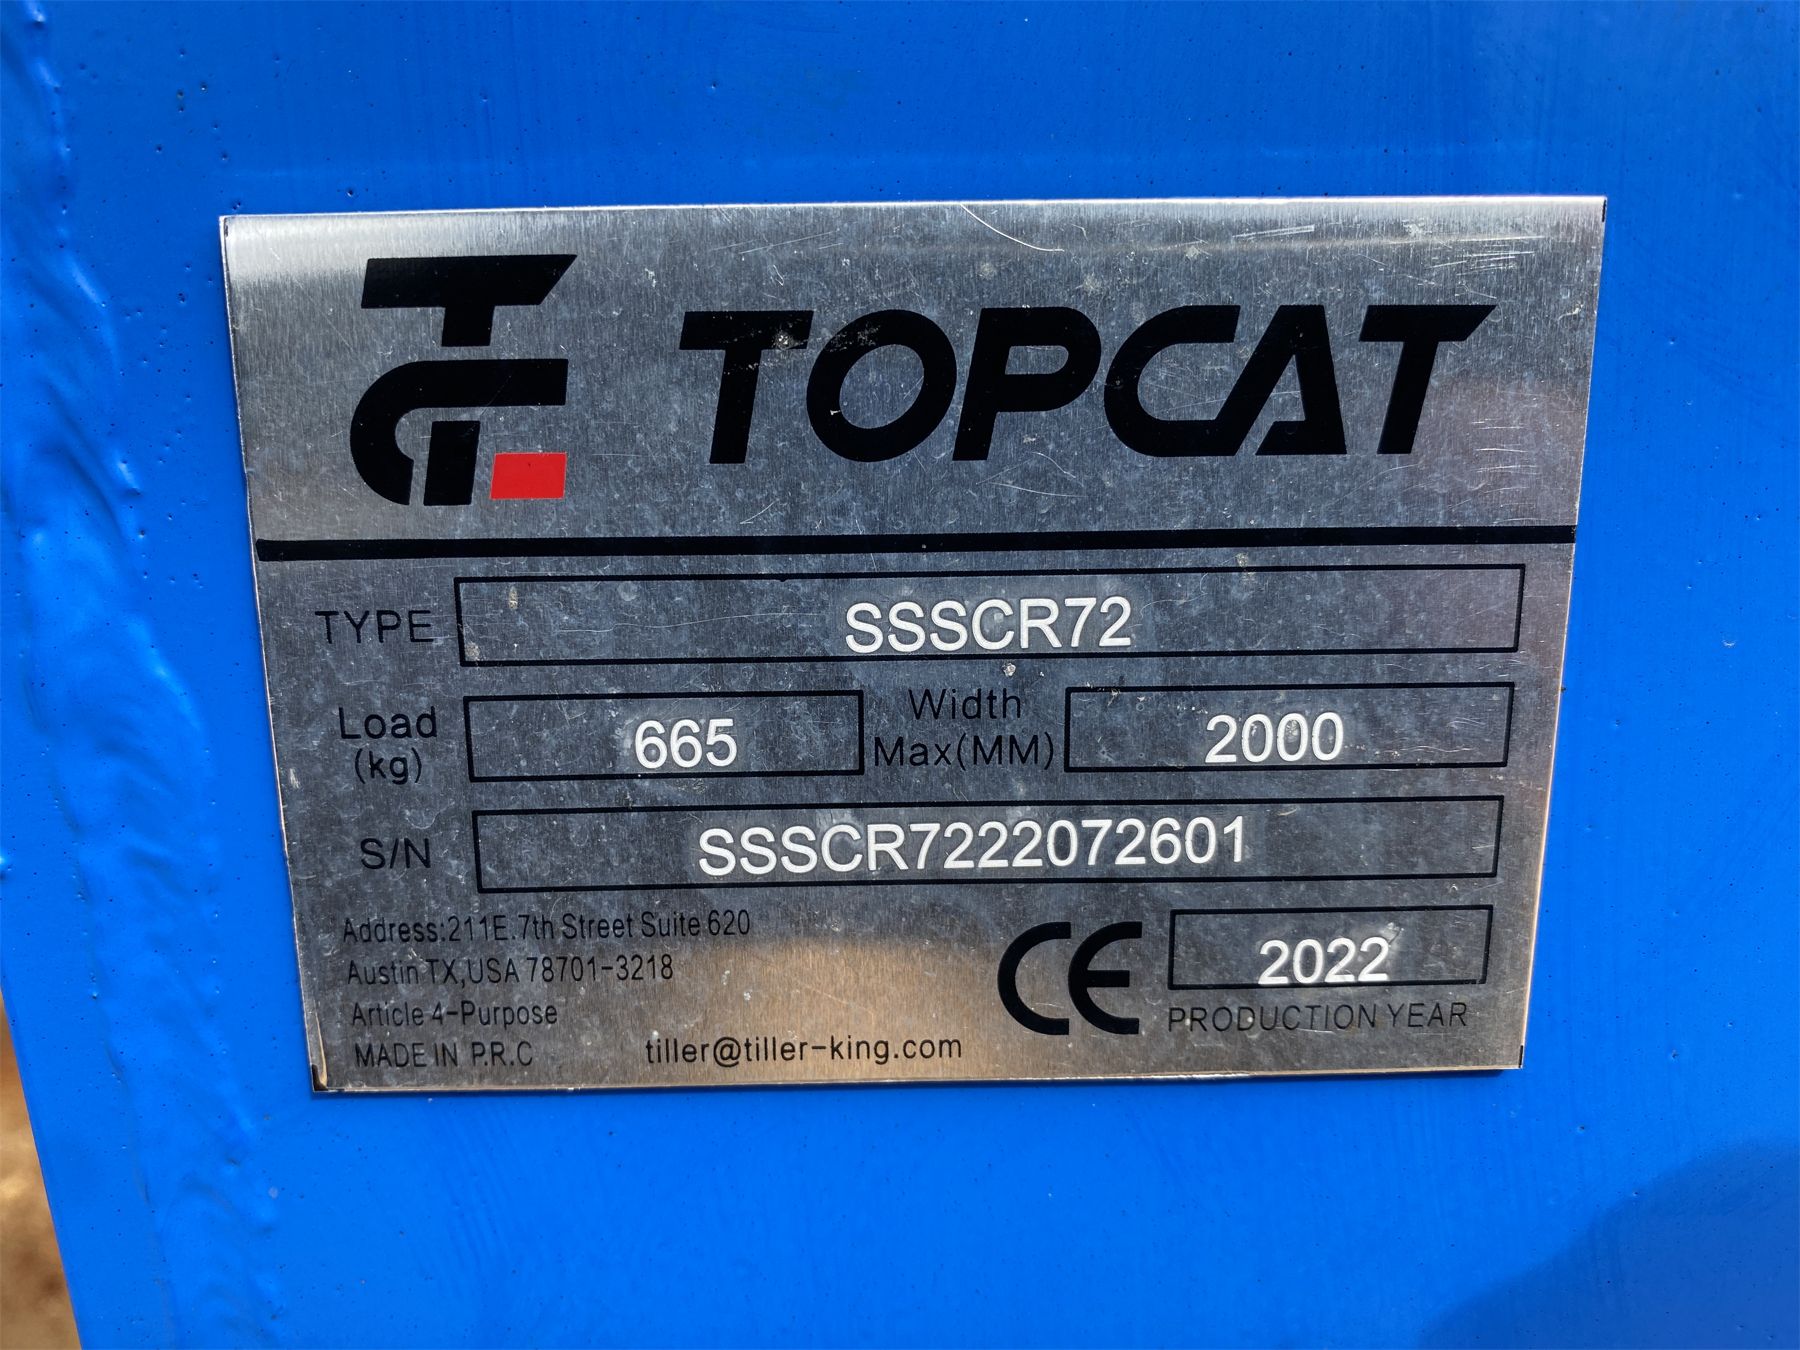 TOPCAT
TYPE SSSCR72
Load (kg) 665 Width Max(MM) 2000
S/N SSSCR7222072601
Address:211E.7th Street Suite 620
Austin TX,USA 78701-3218
Article 4-Purpose
MADE IN P.R.C
tiller@tiller-king.com
CE
2022
PRODUCTION YEAR